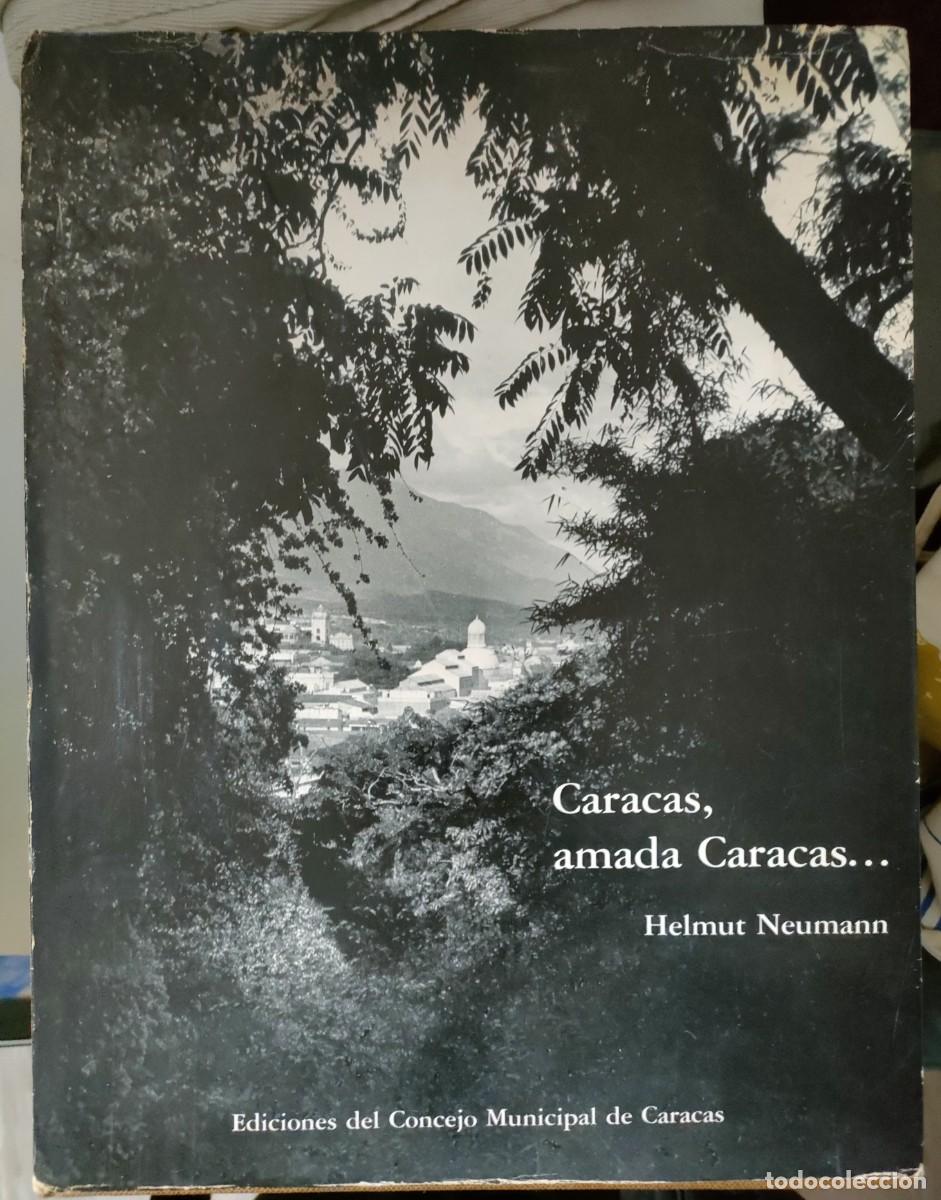 Caracas,
amada Caracas...
Helmut Neumann
Ediciones del Concejo Municipal de Caracas
todocoleccion